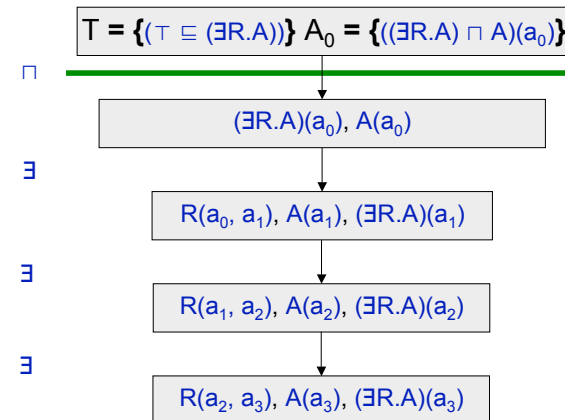 T = {(⊤ ⊑ (∃R.A))} A₀ = {((∃R.A) ⊓ A)(a₀)}
⊓
(∃R.A)(a₀), A(a₀)
∃
R(a₀, a₁), A(a₁), (∃R.A)(a₁)
∃
R(a₁, a₂), A(a₂), (∃R.A)(a₂)
∃
R(a₂, a₃), A(a₃), (∃R.A)(a₃)